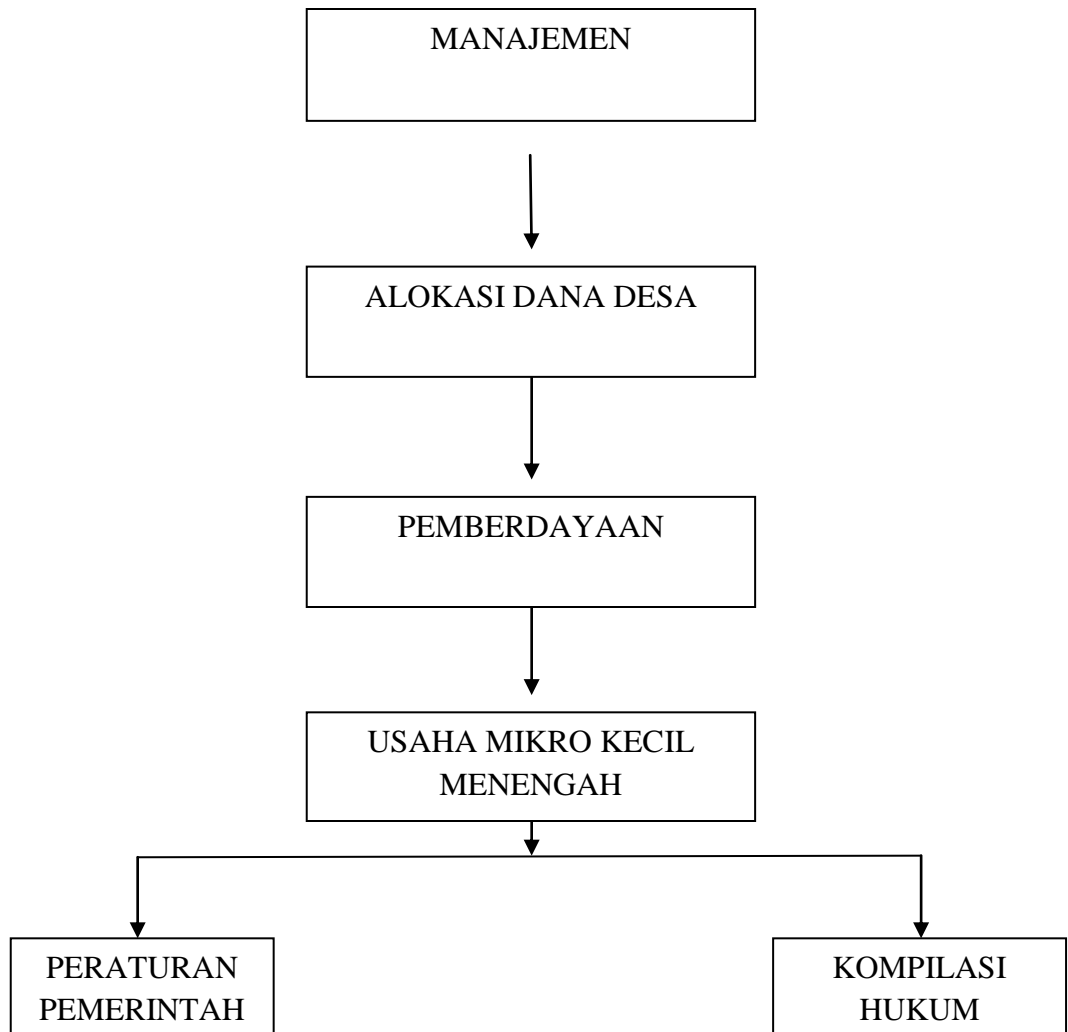 MANAJEMEN
ALOKASI DANA DESA
PEMBERDAYAAN
USAHA MIKRO KECIL
MENENGAH
PERATURAN
PEMERINTAH
KOMPILASI
HUKUM